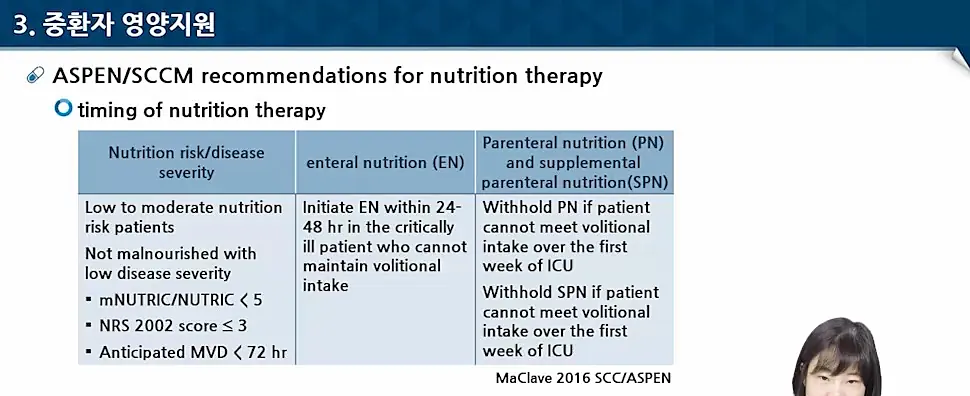 3. 중환자 영양지원
ASPEN/SCCM recommendations for nutrition therapy
timing of nutrition therapy
Nutrition risk/disease
severity
enteral nutrition (EN)
Parenteral nutrition (PN)
and supplemental
parenteral nutrition(SPN)
Low to moderate nutrition
risk patients
Not malnourished with
low disease severity
▪ mNUTRIC/NUTRIC < 5
▪ NRS 2002 score ≤ 3
▪ Anticipated MVD < 72 hr
Initiate EN within 24-
48 hr in the critically
ill patient who cannot
maintain volitional
intake
Withhold PN if patient
cannot meet volitional
intake over the first
week of ICU
Withhold SPN if patient
cannot meet volitional
intake over the first
week of ICU
MaClave 2016 SCC/ASPEN